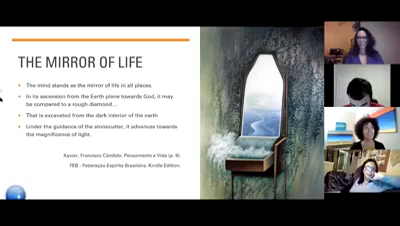 THE MIRROR OF LIFE
The mind stands as the mirror of life in all places.
In its ascension from the Earth plane towards God, it may
be compared to a rough diamond…
That is excavated from the dark interior of the earth
Under the guidance of the stonecutter, it advances towards
the magnificence of light.
Xavier, Francisco Cândido. Pensamento e Vida (p. 9).
FEB - Federação Espírita Brasileira. Kindle Edition.